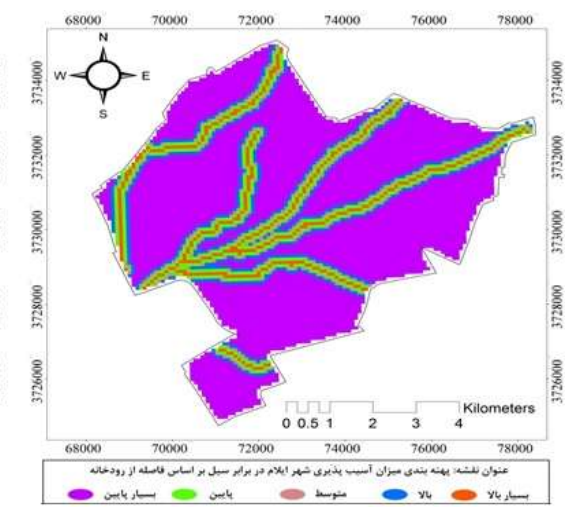 68000 70000 72000 74000 76000 78000
N
W E
S
3734000 3734000
3732000 3732000
3730000 3730000
3728000 3728000
3726000 3726000
Kilometers
0 0.5 1 2 3 4
68000 70000 72000 74000 76000 78000
عنوان نقشه: پهنه بندی میزان آسیب پذیری شهر ایلام در برابر سیل بر اساس فاصله از رودخانه
بسیار بالا بالا متوسط پایین بسیار پایین